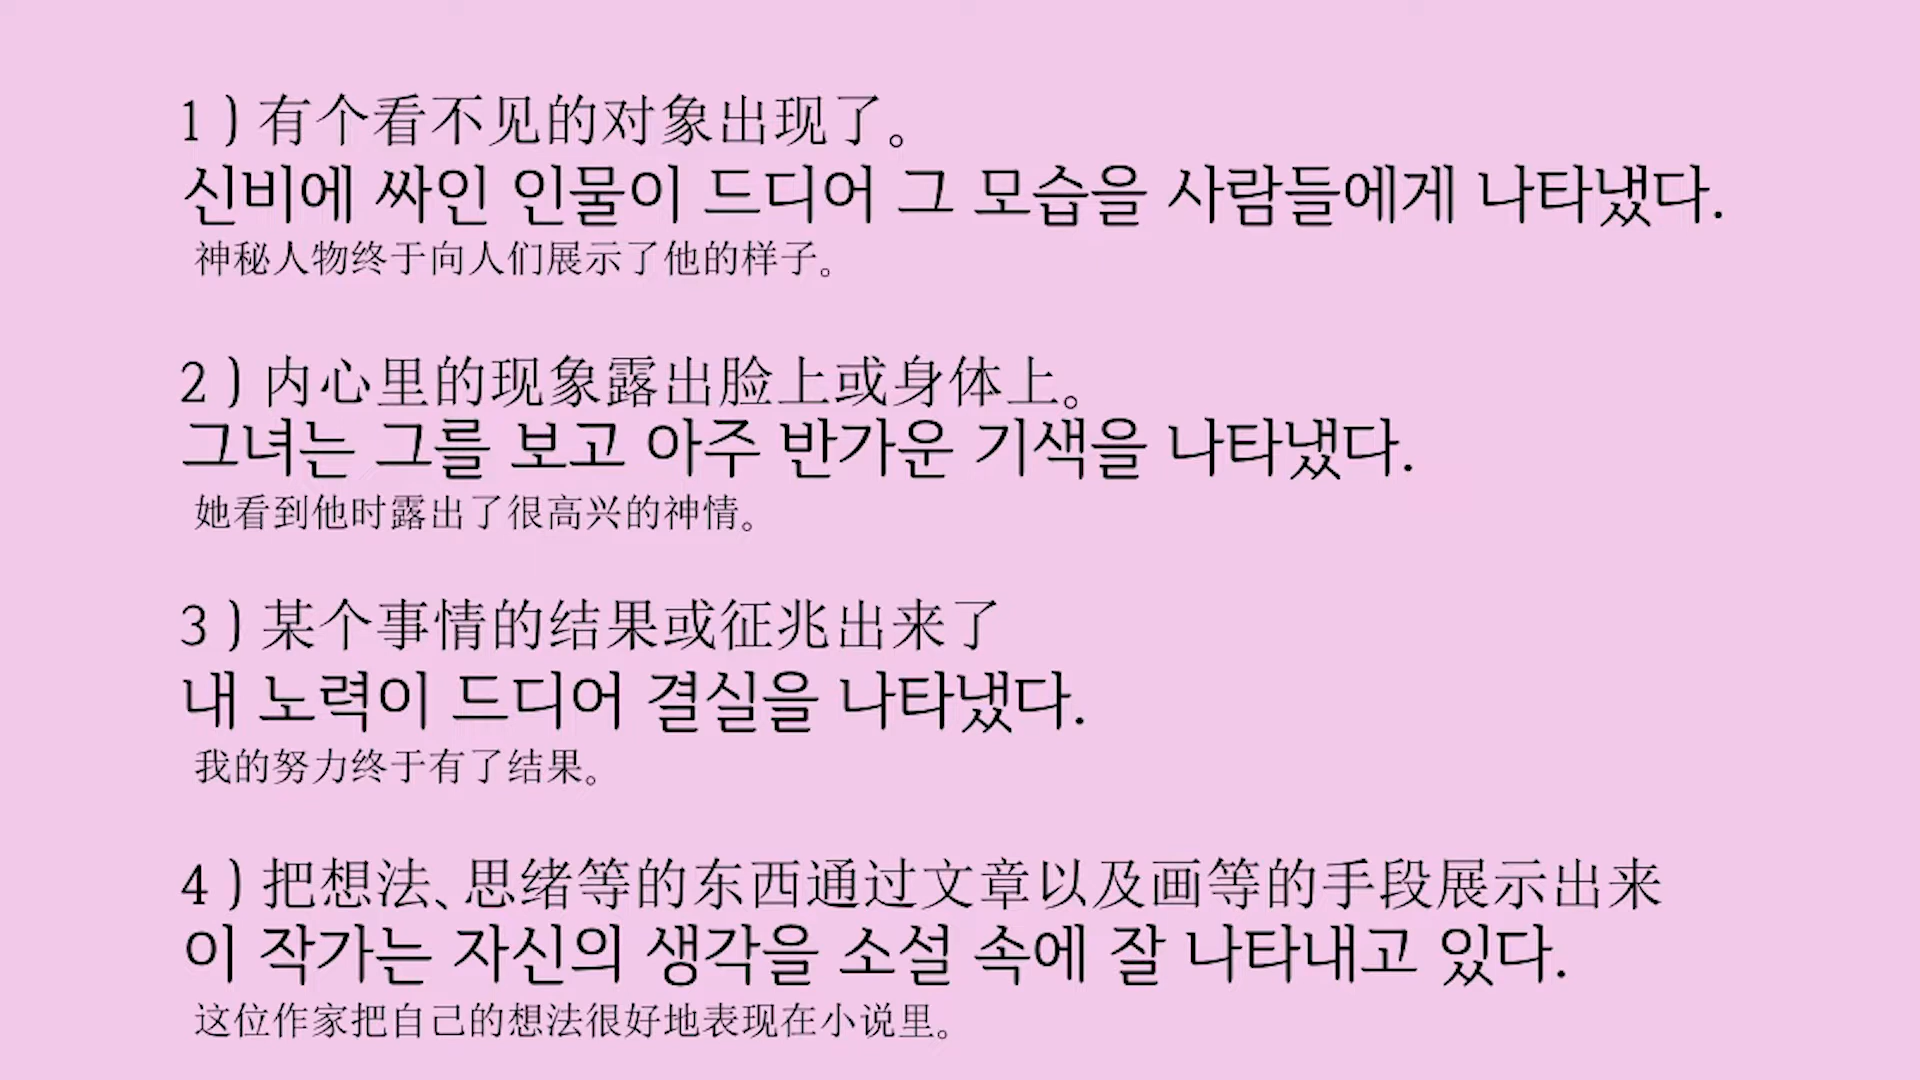 1）有个看不见的对象出现了。
신비에 싸인 인물이 드디어 그 모습을 사람들에게 나타냈다.
神秘人物终于向人们展示了他的样子。
2）内心里的现象露出脸上或身体上。
그녀는 그를 보고 아주 반가운 기색을 나타냈다.
她看到他时露出了很高兴的神情。
3）某个事情的结果或征兆出来了
내 노력이 드디어 결실을 나타냈다.
我的努力终于有了结果。
4）把想法、思绪等的东西通过文章以及画等的手段展示出来
이 작가는 자신의 생각을 소설 속에 잘 나타내고 있다.
这位作家把自己的想法很好地表现在小说里。